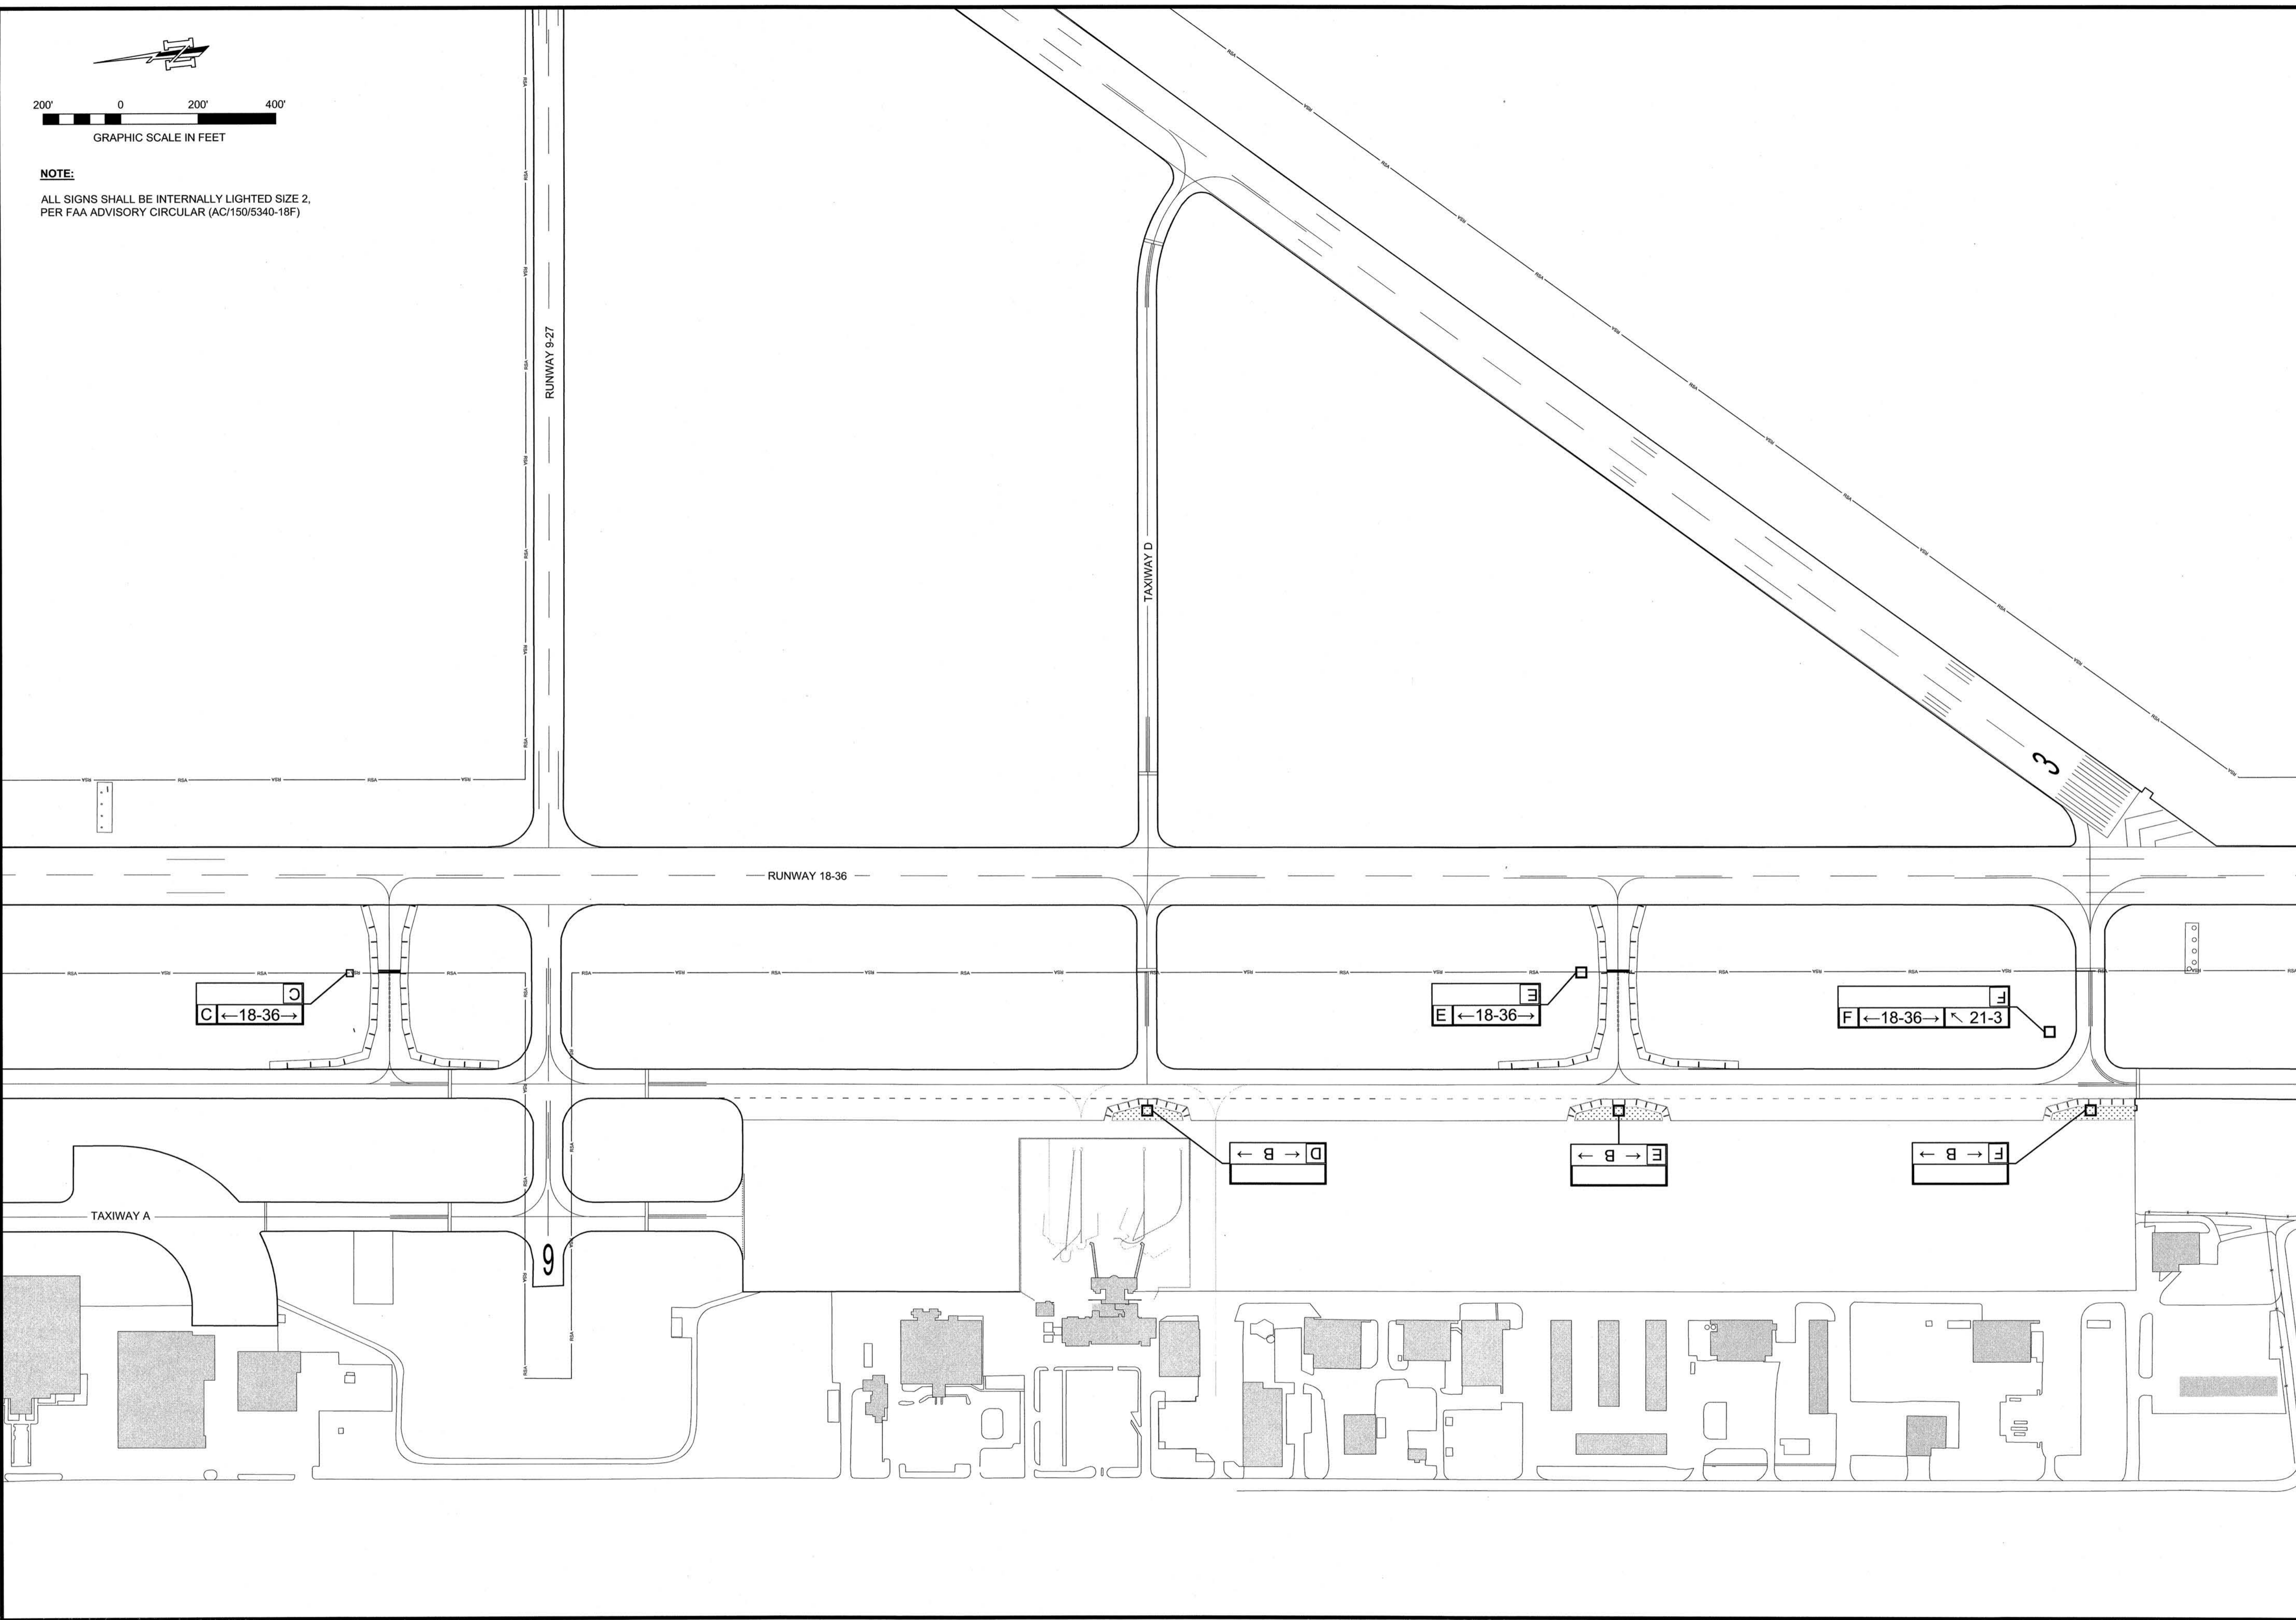 N
200' 0 200' 400'
GRAPHIC SCALE IN FEET
NOTE:
ALL SIGNS SHALL BE INTERNALLY LIGHTED SIZE 2,
PER FAA ADVISORY CIRCULAR (AC/150/5340-18F)
RUNWAY 9-27
TAXIWAY D
3
RUNWAY 18-36
RSA
C
C ←18-36→
E
E ←18-36→
F
F ←18-36→ ↖ 21-3
D ← B →
E ← B →
F ← B →
TAXIWAY A
9